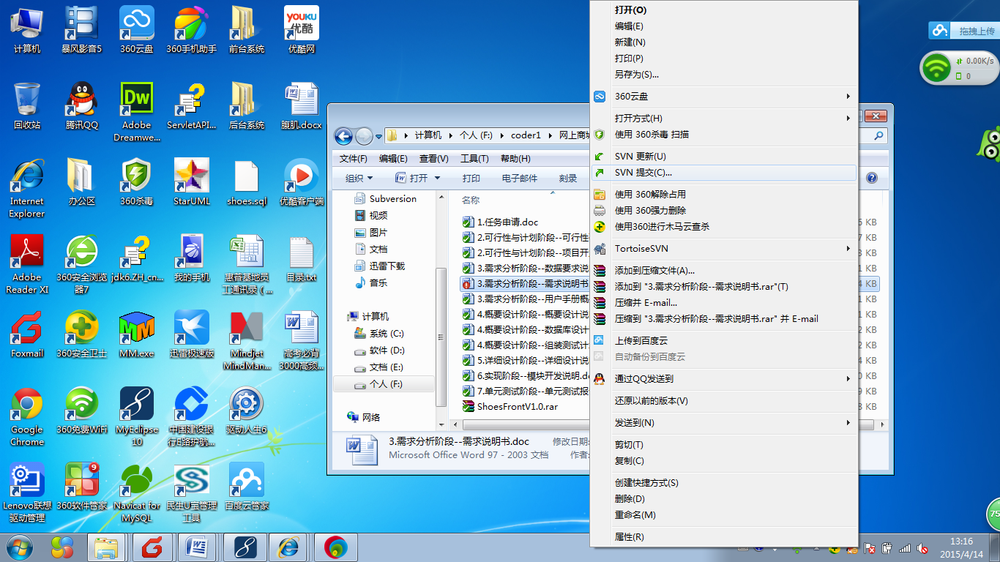 计算机
暴风影音5
360云盘
360手机助手
前台系统
YOUKU
优酷
优酷网
回收站
腾讯QQ
Dw
Adobe
Dreamwe...
ServletAPI...
后台系统
腹肌.docx
Internet
Explorer
办公区
360杀毒
StarUML
shoes.sql
优酷客户端
Adobe
Reader XI
360安全浏览
器7
jdk6.ZH_cn...
我的手机
惠普基地员
工通讯录（...
目录.txt
Foxmail
360安全卫士
MM.exe
迅雷极速版
Mindjet
MindMan...
高考必肯
3000高频...
Google
Chrome
360免费WiFi
MyEclipse
10
中国建设银
行E路护航...
驱动人生6
Lenovo联想
驱动管理
9
360软件管家
Navicat for
MySQL
民生U宝管理
工具
百度云管家
计算机
个人 (F:)
coder1
网上商城
文件(F)
编辑(E)
查看(V)
工具(T)
帮助(H)
组织
打开
打印
电子邮件
刻录
Subversion
视频
图片
文档
迅雷下载
音乐
计算机
系统 (C:)
软件 (D:)
文档 (E:)
个人 (F:)
网络
名称
1.任务申请.doc
2.可行性与计划阶段--可行性
2.可行性与计划阶段--项目开
3.需求分析阶段--数据要求说
3.需求分析阶段--需求说明书
3.需求分析阶段--用户手册概
4.概要设计阶段--概要设计说
4.概要设计阶段--数据库设计
4.概要设计阶段--组装测试计
5.详细设计阶段--详细设计说
6.实现阶段--模块开发说明.do
7.单元测试阶段--单元测试报
ShoesFrontV1.0.rar
3.需求分析阶段--需求说明书.doc
修改日期:
Microsoft Office Word 97 - 2003 文档
作者:
打开(O)
编辑(E)
新建(N)
打印(P)
另存为(S)...
360云盘
打开方式(H)
使用 360杀毒 扫描
SVN 更新(U)
SVN 提交(C)...
使用 360解除占用
使用 360强力删除
使用360进行木马云查杀
TortoiseSVN
添加到压缩文件(A)...
添加到 "3.需求分析阶段--需求说明书.rar"(T)
压缩并 E-mail...
压缩到 "3.需求分析阶段--需求说明书.rar" 并 E-mail
上传到百度云
自动备份到百度云
通过QQ发送到
还原以前的版本(V)
发送到(N)
剪切(T)
复制(C)
创建快捷方式(S)
删除(D)
重命名(M)
属性(R)
拖拽上传
0.00K/s
0
75
13:16
2015/4/14